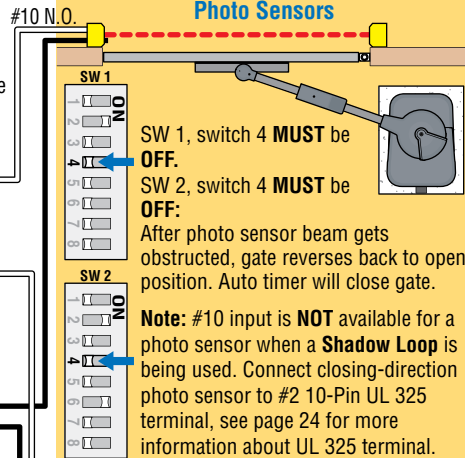 Photo Sensors
#10 N.O.
e
SW 1
ON
1
2
3
4
5
6
7
8
SW 1, switch 4 MUST be
OFF.
SW 2, switch 4 MUST be
OFF:
After photo sensor beam gets
obstructed, gate reverses back to open
position. Auto timer will close gate.
SW 2
ON
1
2
3
4
5
6
7
8
Note: #10 input is NOT available for a
photo sensor when a Shadow Loop is
being used. Connect closing-direction
photo sensor to #2 10-Pin UL 325
terminal, see page 24 for more
information about UL 325 terminal.